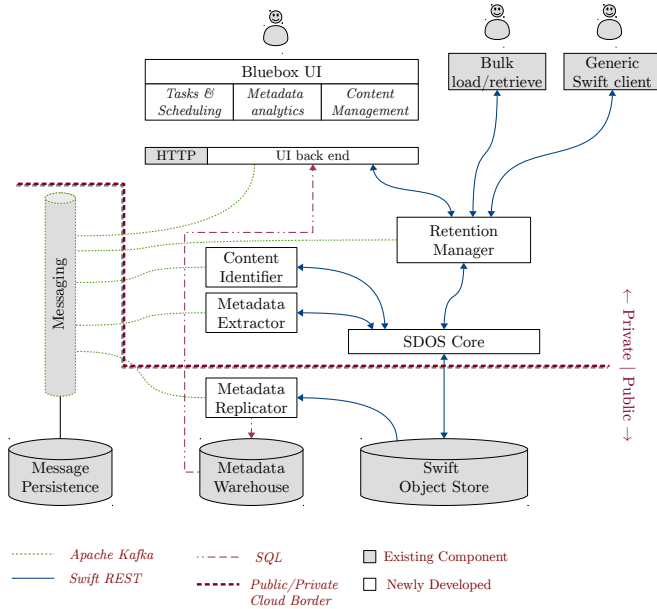 Bluebox UI
Tasks &
Scheduling
Metadata
analytics
Content
Management
Bulk
load/retrieve
Generic
Swift client
HTTP
UI back end
Messaging
Retention
Manager
Content
Identifier
Metadata
Extractor
SDOS Core
← Private | Public →
Metadata
Replicator
Message
Persistence
Metadata
Warehouse
Swift
Object Store
Apache Kafka
Swift REST
SQL
Public/Private
Cloud Border
Existing Component
Newly Developed